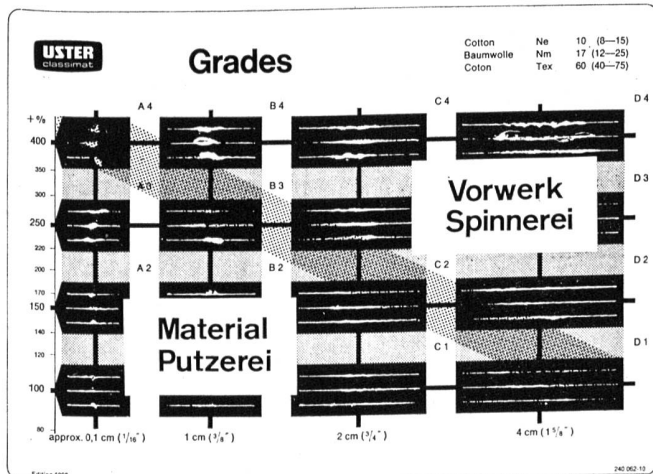 USTER
classimat
Grades
Cotton Ne 10 (8—15)
Baumwolle Nm 17 (12—25)
Coton Tex 60 (40—75)
A 4 B 4 C 4 D 4
+%
400
350
300
A 3 B 3 D 3
Vorwerk
Spinnerei
250
220
200
A 2 B 2 C 2 D 2
180
150
Material
Putzerei
140
120
C 1 D 1
100
80
approx. 0,1 cm (1/16") 1 cm (3/8") 2 cm (3/4") 4 cm (1 5/8")
240 062-10